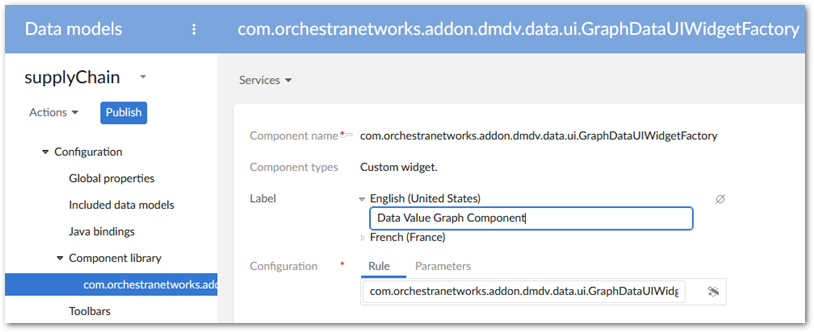 Data models
com.orchestranetworks.addon.dmdv.data.ui.GraphDataUIWidgetFactory
supplyChain
Services
Actions
Publish
Component name * com.orchestranetworks.addon.dmdv.data.ui.GraphDataUIWidgetFactory
Configuration
Component types Custom widget.
Global properties
Label English (United States)
Included data models
Data Value Graph Component
Java bindings
French (France)
Component library
Configuration * Rule Parameters
com.orchestranetworks.add
com.orchestranetworks.addon.dmdv.data.ui.GraphDataUIWidg
Toolbars